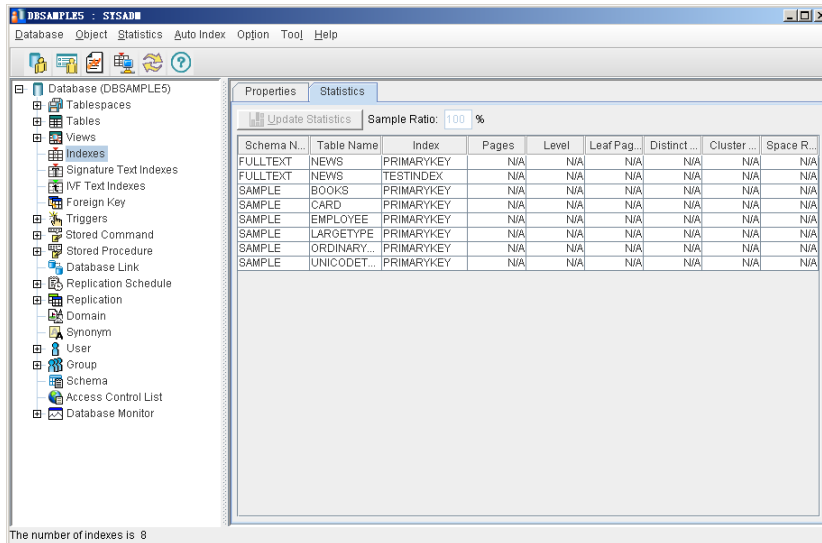 DBSAMPLE5 : SYSADM
Database Object Statistics Auto Index Option Tool Help
Database (DBSAMPLE5)
Tablespaces
Tables
Views
Indexes
Signature Text Indexes
IVF Text Indexes
Foreign Key
Triggers
Stored Command
Stored Procedure
Database Link
Replication Schedule
Replication
Domain
Synonym
User
Group
Schema
Access Control List
Database Monitor
Properties Statistics
Update Statistics Sample Ratio: 100 %
Schema N... Table Name Index Pages Level Leaf Pag... Distinct ... Cluster ... Space R...
FULLTEXT NEWS PRIMARYKEY N/A N/A N/A N/A N/A N/A
FULLTEXT NEWS TESTINDEX N/A N/A N/A N/A N/A N/A
SAMPLE BOOKS PRIMARYKEY N/A N/A N/A N/A N/A N/A
SAMPLE CARD PRIMARYKEY N/A N/A N/A N/A N/A N/A
SAMPLE EMPLOYEE PRIMARYKEY N/A N/A N/A N/A N/A N/A
SAMPLE LARGETYPE PRIMARYKEY N/A N/A N/A N/A N/A N/A
SAMPLE ORDINARY... PRIMARYKEY N/A N/A N/A N/A N/A N/A
SAMPLE UNICODET... PRIMARYKEY N/A N/A N/A N/A N/A N/A
The number of indexes is 8